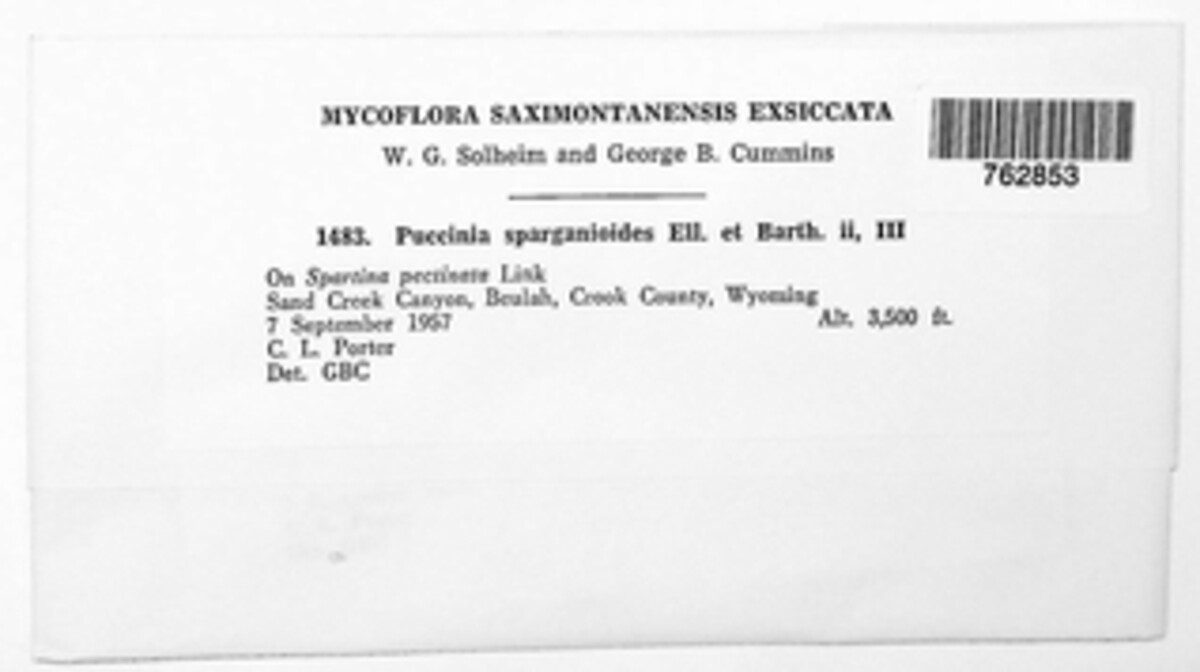 MYCOFLORA SAXIMONTANENSIS EXSICCATA
W. G. Solheim and George B. Cummins
762853
1483. Puccinia sparganioides Ell. et Barth. ii, III
On Spartina pectinata Link
Sand Creek Canyon, Beulah, Crook County, Wyoming
7 September 1957 Alt. 3,500 ft.
C. L. Porter
Det. GBC